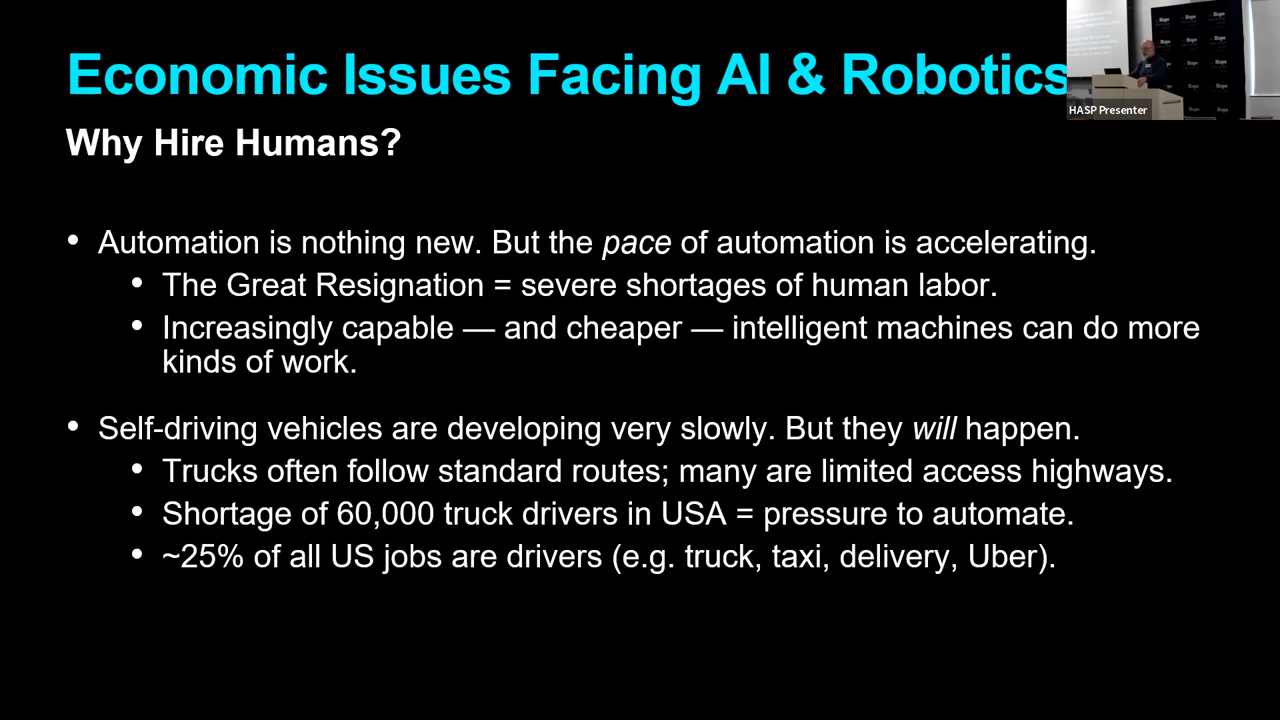 Economic Issues Facing AI & Robotics
Why Hire Humans?
• Automation is nothing new. But the pace of automation is accelerating.
• The Great Resignation = severe shortages of human labor.
• Increasingly capable — and cheaper — intelligent machines can do more
kinds of work.
• Self-driving vehicles are developing very slowly. But they will happen.
• Trucks often follow standard routes; many are limited access highways.
• Shortage of 60,000 truck drivers in USA = pressure to automate.
• ~25% of all US jobs are drivers (e.g. truck, taxi, delivery, Uber).
HASP Presenter
Hope